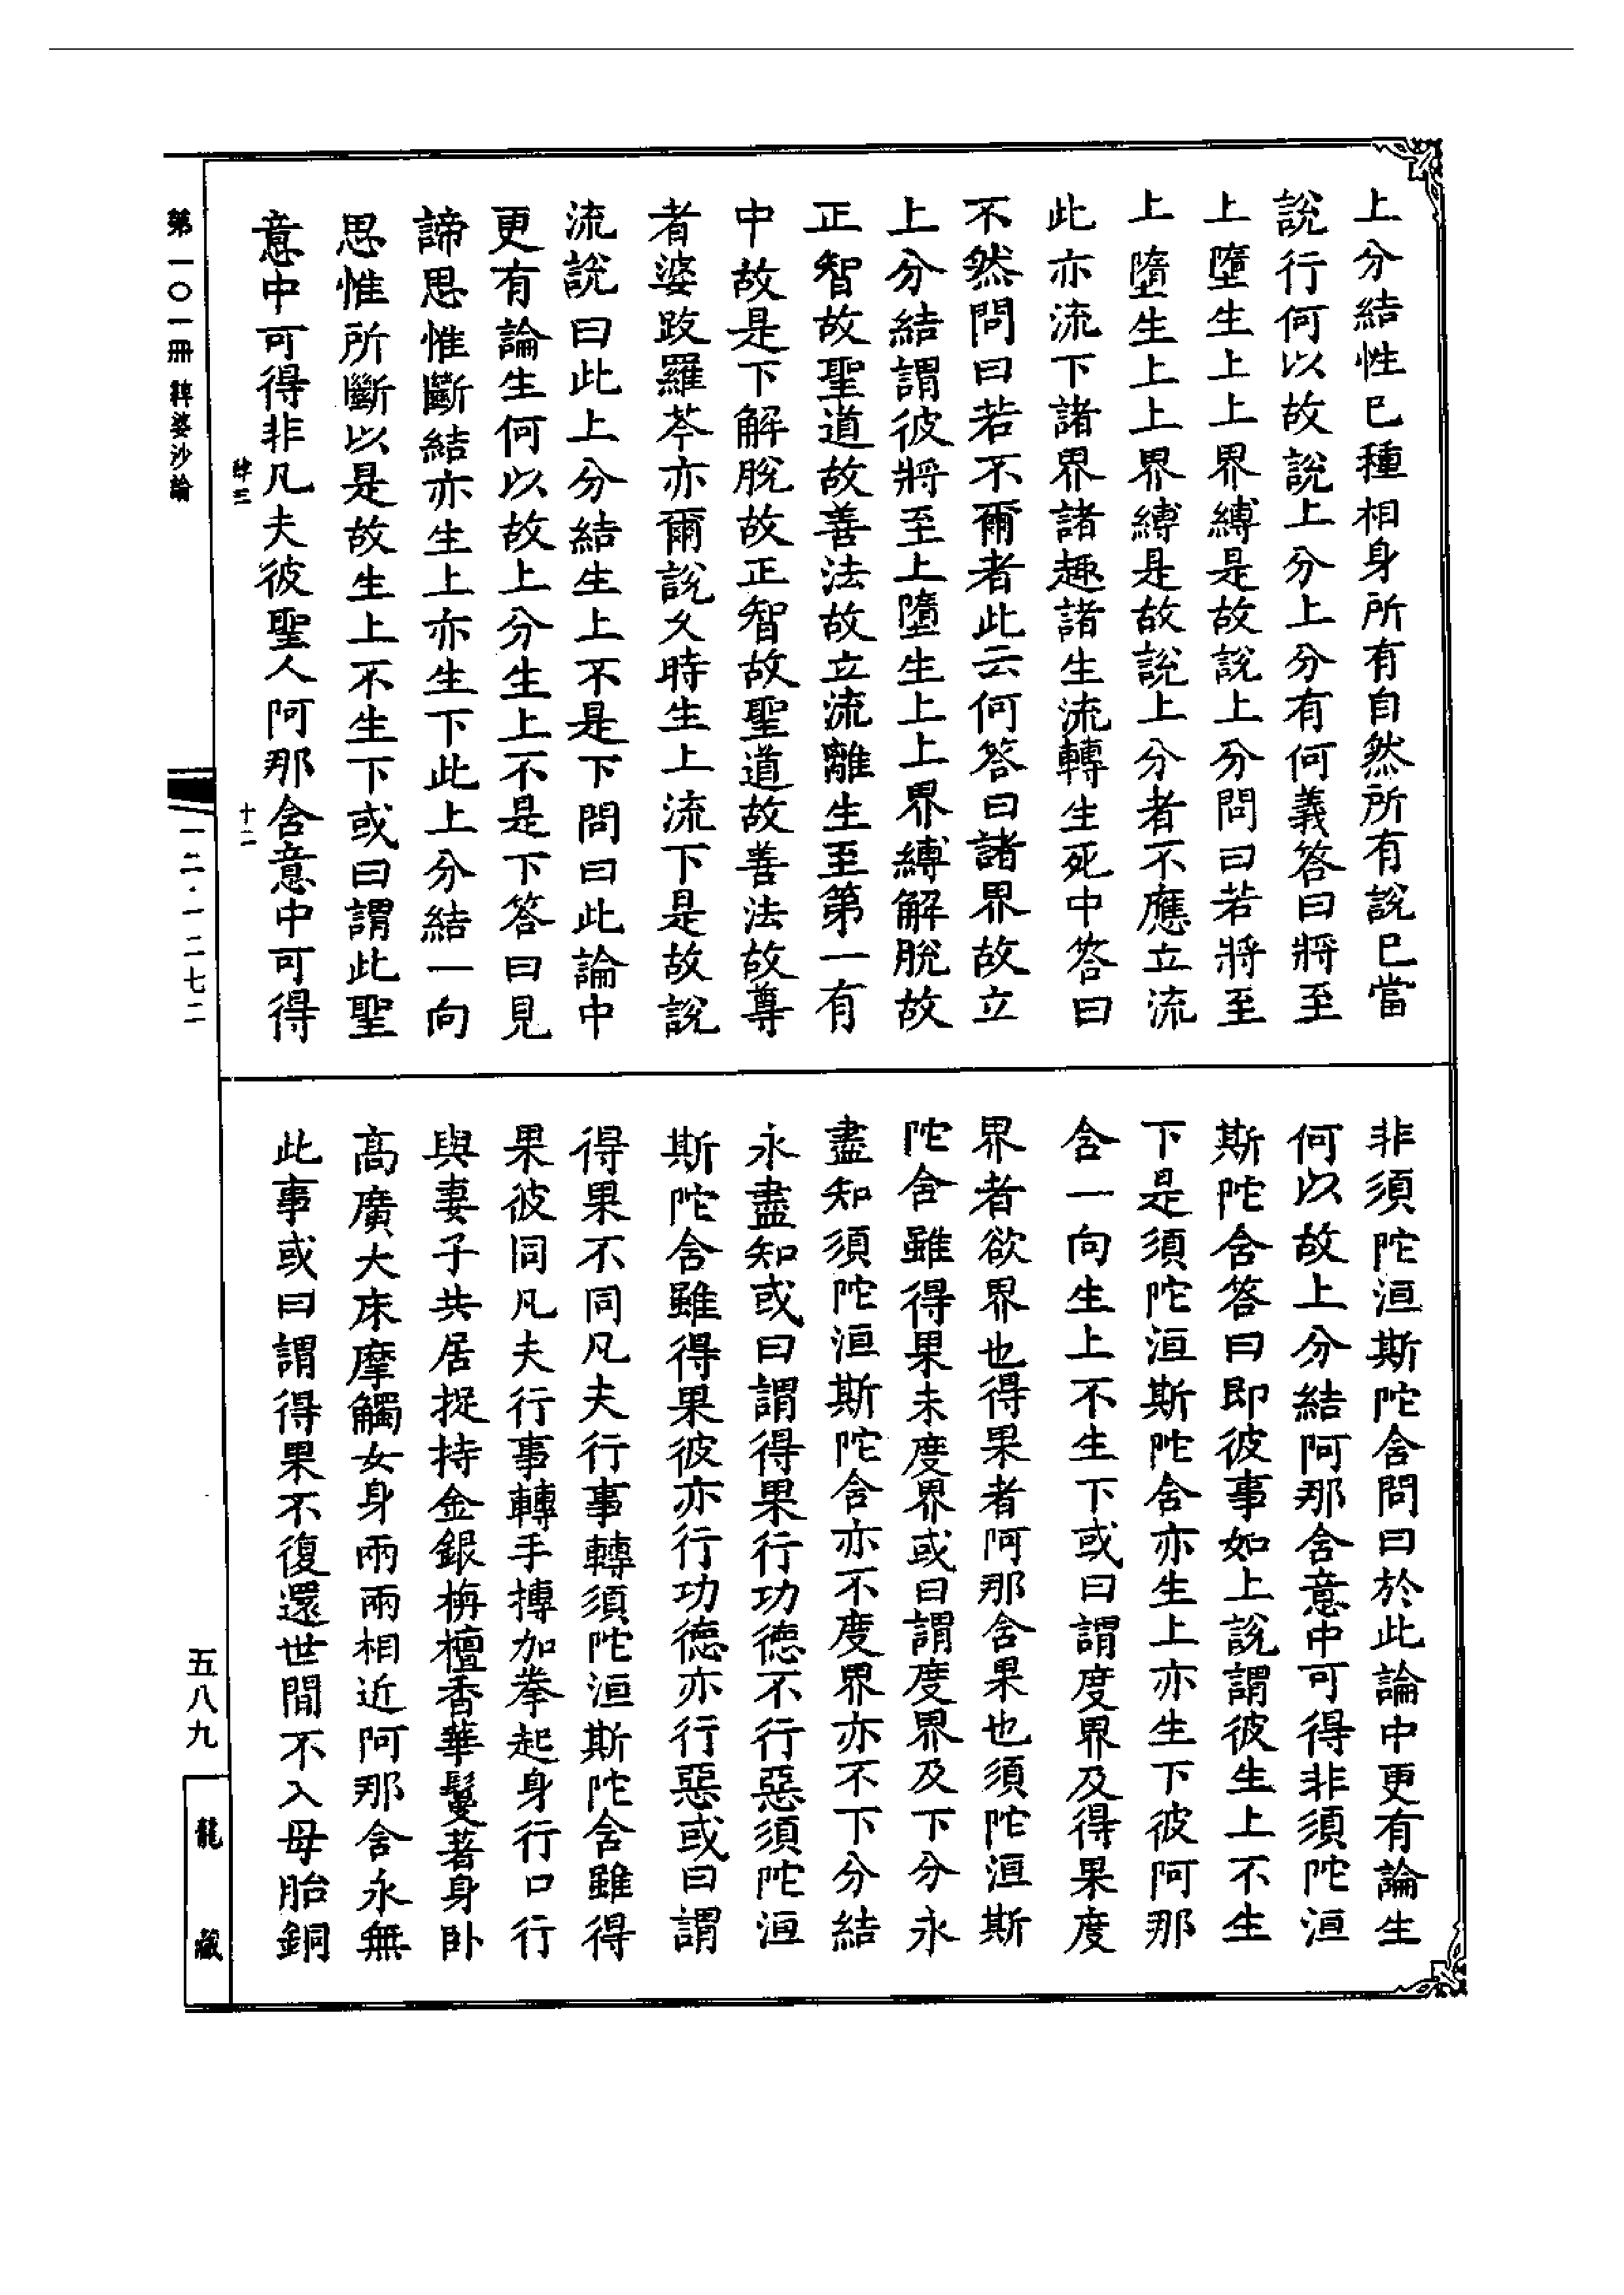 上分結性已種相身所有自然所有說已當
說行何以故說上分上分有何義答曰將至
上墮生上上界縛是故說上分問曰若將至
上墮生上上界縛是故說上分者不應立流
此亦流下諸界諸趣諸生流轉生死中答曰
不然問曰若不爾者此云何答曰諸界故立
上分結謂彼將至上墮生上上界縛解脫故
正智故聖道故善法故立流離生至第一有
中故是下解脫故正智故聖道故善法故尊
者婆跂羅芩亦爾說久時生上流下是故說
流說曰此上分結生上不是下問曰此論中
更有論生何以故上分生上不是下答曰見
諦思惟斷結亦生上亦生下此上分結一向
思惟所斷以是故生上不生下或曰謂此聖
意中可得非凡夫彼聖人阿那含意中可得
非須陀洹斯陀含問曰於此論中更有論生
何以故上分結阿那含意中可得非須陀洹
斯陀含答曰即彼事如上說謂彼生上不生
下是須陀洹斯陀含亦生上亦生下彼阿那
含一向生上不生下或曰謂度界及得果度
界者欲界也得果者阿那含果也須陀洹斯
陀含雖得果未度界或曰謂度界及下分永
盡知須陀洹斯陀含亦不度界亦不下分結
永盡知或曰謂得果行功德不行惡須陀洹
斯陀含雖得果彼亦行功德亦行惡或曰謂
得果不同凡夫行事轉須陀洹斯陀含雖得
果彼同凡夫行事轉手摶加拳起身行口行
與妻子共居捉持金銀栴檀香華鬘著身臥
高廣大床摩觸女身兩兩相近阿那含永無
此事或曰謂得果不復還世間不入母胎銅
第一〇一冊 鞞婆沙論
肆三
十二
一二·一二七二
五八九
龍藏